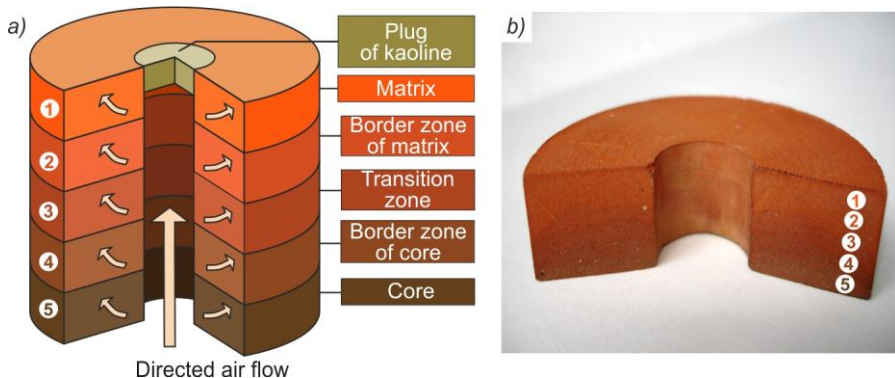 a)
Plug
of kaoline
Matrix
Border zone
of matrix
Transition
zone
Border zone
of core
Core
1
2
3
4
5
Directed air flow
b)
1
2
3
4
5